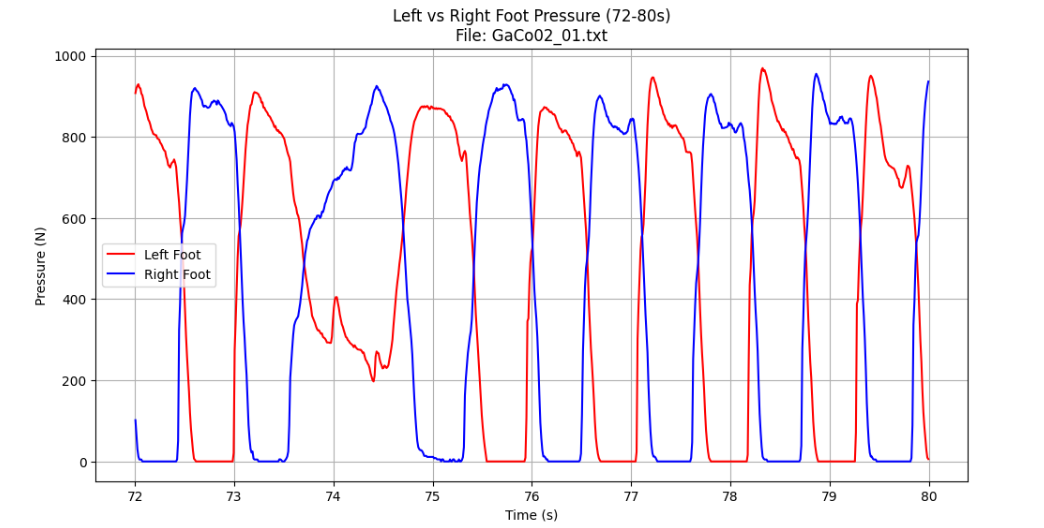 Left vs Right Foot Pressure (72-80s)
File: GaCo02_01.txt
1000
800
600
400
200
0
Pressure (N)
Left Foot
Right Foot
72 73 74 75 76 77 78 79 80
Time (s)